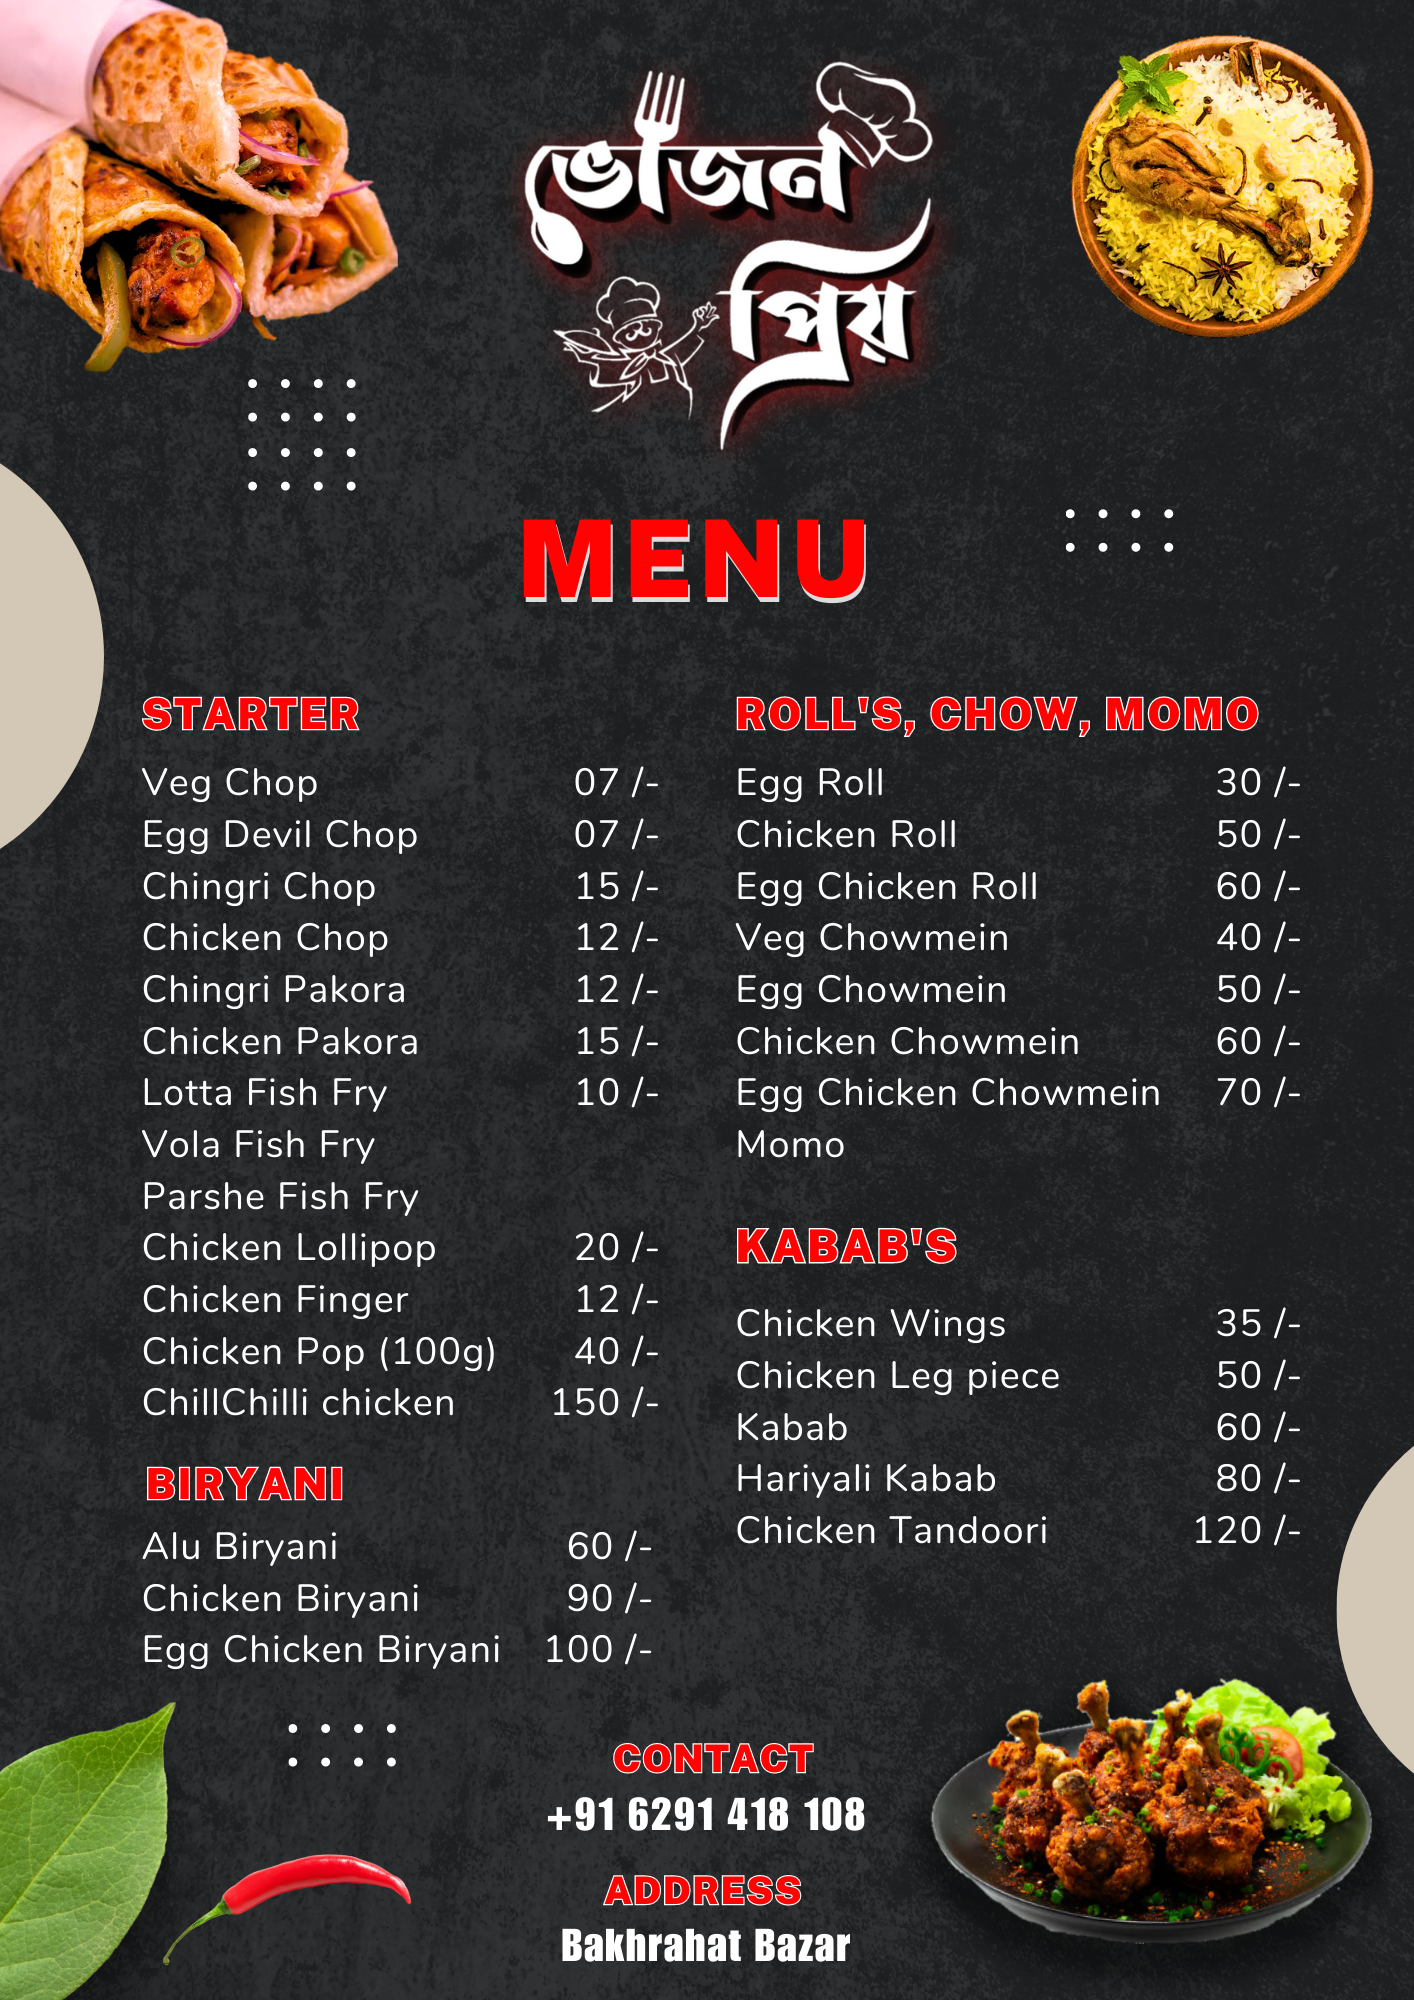 ভোজন
প্রিয়
MENU
STARTER
Veg Chop 07 /-
Egg Devil Chop 07 /-
Chingri Chop 15 /-
Chicken Chop 12 /-
Chingri Pakora 12 /-
Chicken Pakora 15 /-
Lotta Fish Fry 10 /-
Vola Fish Fry
Parshe Fish Fry
Chicken Lollipop 20 /-
Chicken Finger 12 /-
Chicken Pop (100g) 40 /-
ChillChilli chicken 150 /-
BIRYANI
Alu Biryani 60 /-
Chicken Biryani 90 /-
Egg Chicken Biryani 100 /-
ROLL'S, CHOW, MOMO
Egg Roll 30 /-
Chicken Roll 50 /-
Egg Chicken Roll 60 /-
Veg Chowmein 40 /-
Egg Chowmein 50 /-
Chicken Chowmein 60 /-
Egg Chicken Chowmein 70 /-
Momo
KABAB'S
Chicken Wings 35 /-
Chicken Leg piece 50 /-
Kabab 60 /-
Hariyali Kabab 80 /-
Chicken Tandoori 120 /-
CONTACT
+91 6291 418 108
ADDRESS
Bakhrahat Bazar